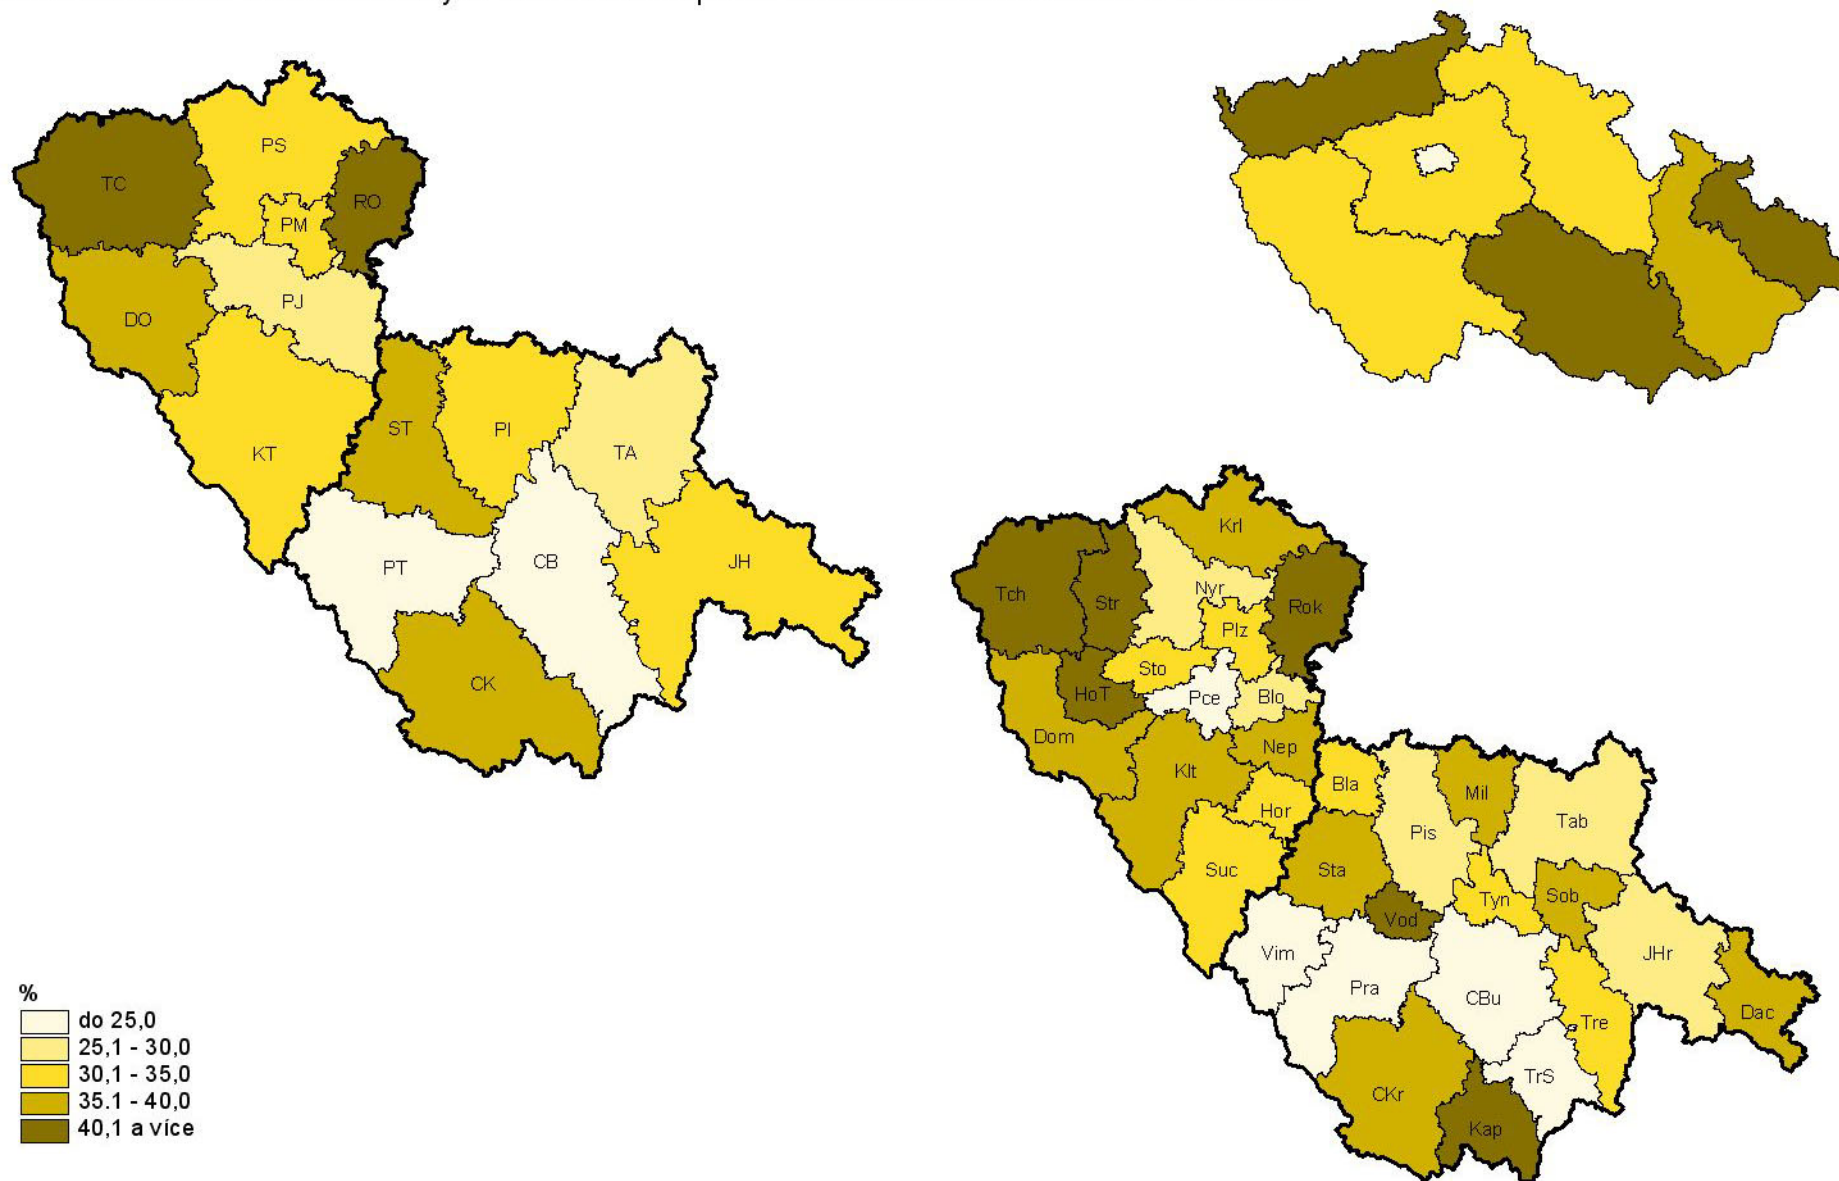 PS
TC
RO
PM
PJ
DO
ST
PI
TA
KT
PT
CB
JH
CK
Krl
Tch
Str
Nyr
Rok
Plz
Sto
HoT
Pce
Blo
Dom
Nep
Klt
Bla
Mil
Hor
Pis
Tab
Suc
Sta
Tyn
Sob
Vod
Vim
JHr
Pra
CBu
Tre
Dac
TrS
CKr
Kap
%
do 25,0
25,1 - 30,0
30,1 - 35,0
35.1 - 40,0
40,1 a více